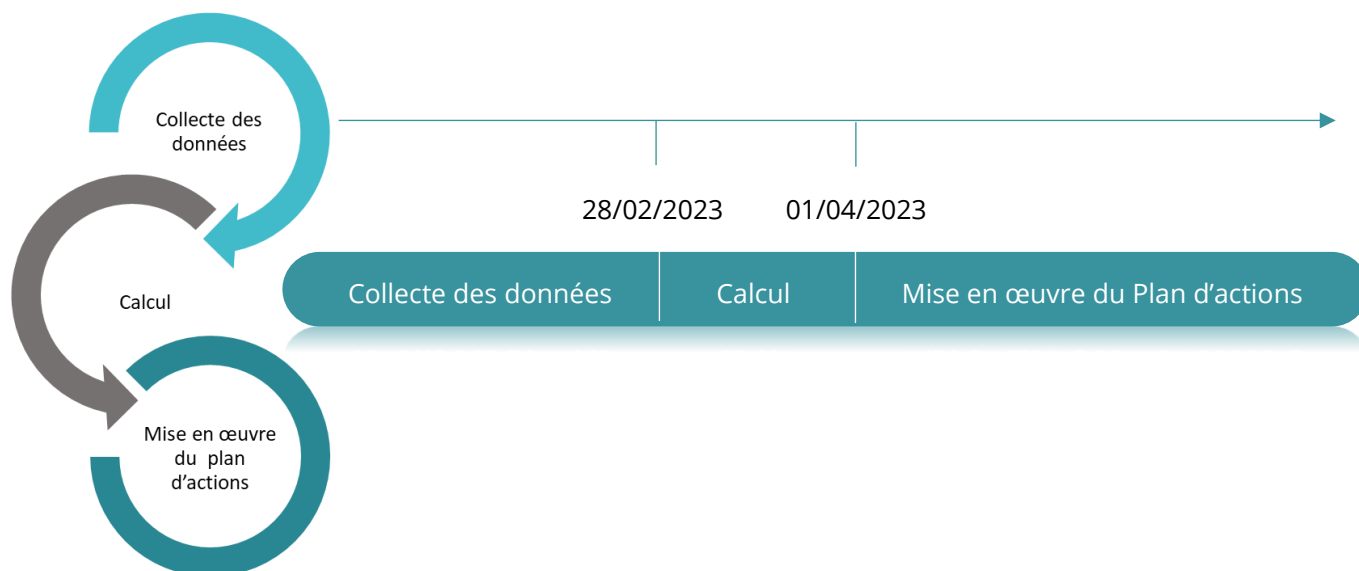 Collecte des
données
Calcul
Mise en œuvre
du plan
d’actions
28/02/2023
01/04/2023
Collecte des données
Calcul
Mise en œuvre du Plan d’actions